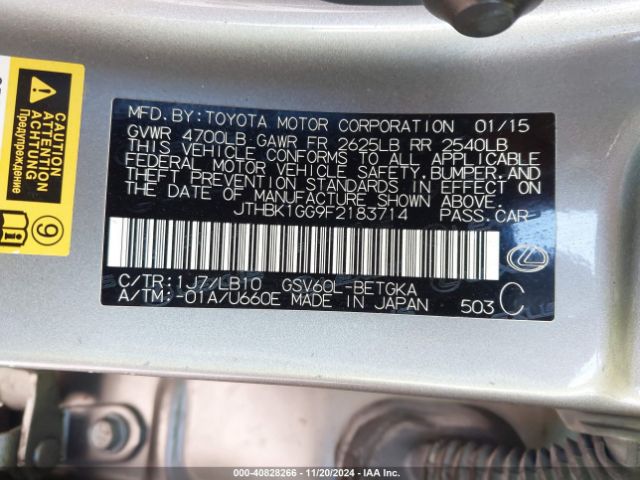 MFD.BY:TOYOTA MOTOR CORPORATION 01/15
GVWR 4700LB GAWR FR 2625LB RR 2540LB
THIS VEHICLE CONFORMS TO ALL APPLICABLE
FEDERAL MOTOR VEHICLE SAFETY.BUMPER.AND
THEFT PREVENTION STANDARDS IN EFFECT ON
THE DATE OF MANUFACTURE SHOWN ABOVE.
JTHBK1GG9F2183714 PASS.CAR
C/TR:1J7/LB10 GSV60L-BETGKA
A/TM:-01A/U660E MADE IN JAPAN 503 C
Предупреждение
ACHTUNG
ATTENTION
9
000-40828266 - 11/20/2024 - IAA Inc.